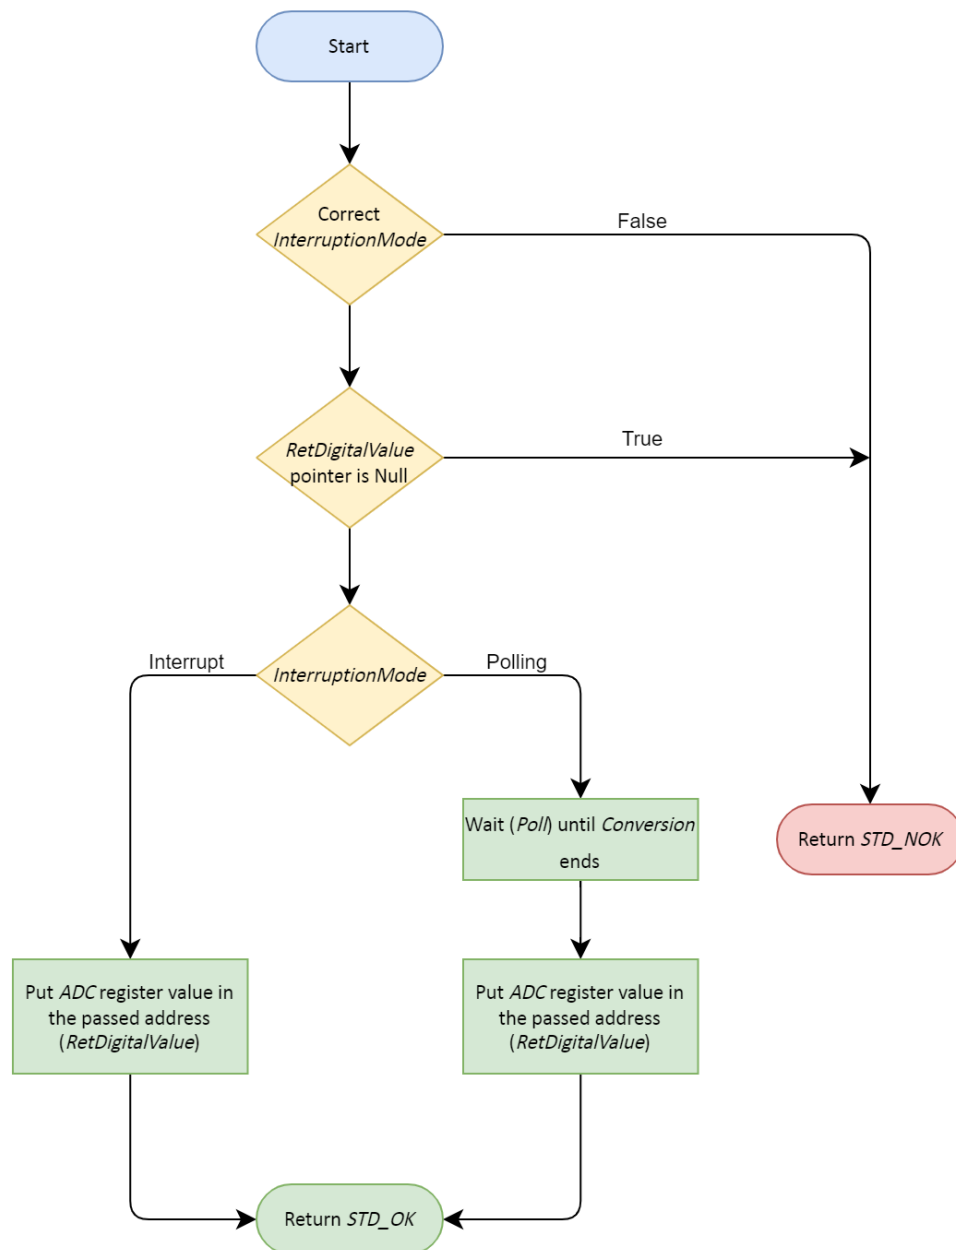 Start
Correct
InterruptionMode
False
RetDigitalValue
pointer is Null
True
InterruptionMode
Interrupt
Polling
Wait (Poll) until Conversion
ends
Return STD_NOK
Put ADC register value in
the passed address
(RetDigitalValue)
Put ADC register value in
the passed address
(RetDigitalValue)
Return STD_OK